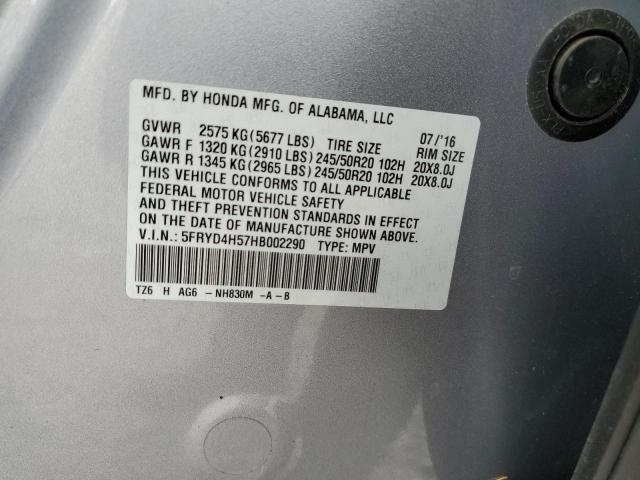 MFD. BY HONDA MFG. OF ALABAMA, LLC
GVWR 2575 KG(5677 LBS) TIRE SIZE 07/'16 RIM SIZE
GAWR F 1320 KG(2910 LBS) 245/50R20 102H 20X8.0J
GAWR R 1345 KG(2965 LBS) 245/50R20 102H 20X8.0J
THIS VEHICLE CONFORMS TO ALL APPLICABLE
FEDERAL MOTOR VEHICLE SAFETY
AND THEFT PREVENTION STANDARDS IN EFFECT
ON THE DATE OF MANUFACTURE SHOWN ABOVE.
V.I.N.: 5FRYD4H57HB002290 TYPE: MPV
TZ6 H AG6 -NH830M -A-B